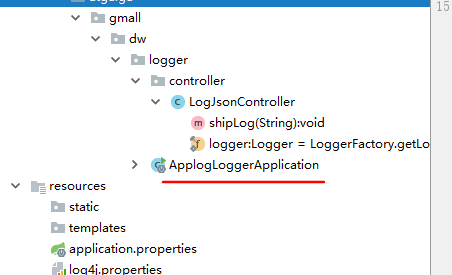 gmall
dw
logger
controller
LogJsonController
shipLog(String):void
logger:Logger = LoggerFactory.getLo
ApplogLoggerApplication
resources
static
templates
application.properties
log4j.properties
15